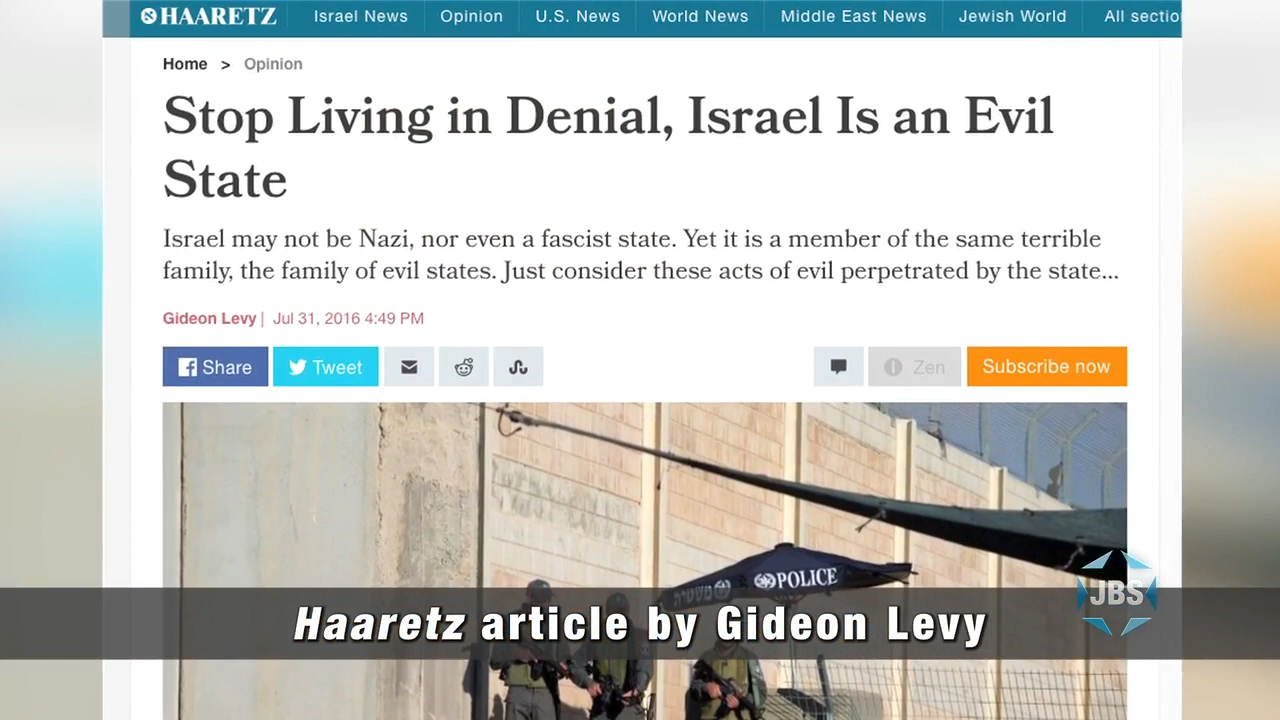 HAARETZ Israel News Opinion U.S. News World News Middle East News Jewish World All sectio
Home > Opinion
Stop Living in Denial, Israel Is an Evil
State
Israel may not be Nazi, nor even a fascist state. Yet it is a member of the same terrible
family, the family of evil states. Just consider these acts of evil perpetrated by the state...
Gideon Levy | Jul 31, 2016 4:49 PM
Share Tweet Zen Subscribe now
משטרה POLICE
JBS
Haaretz article by Gideon Levy